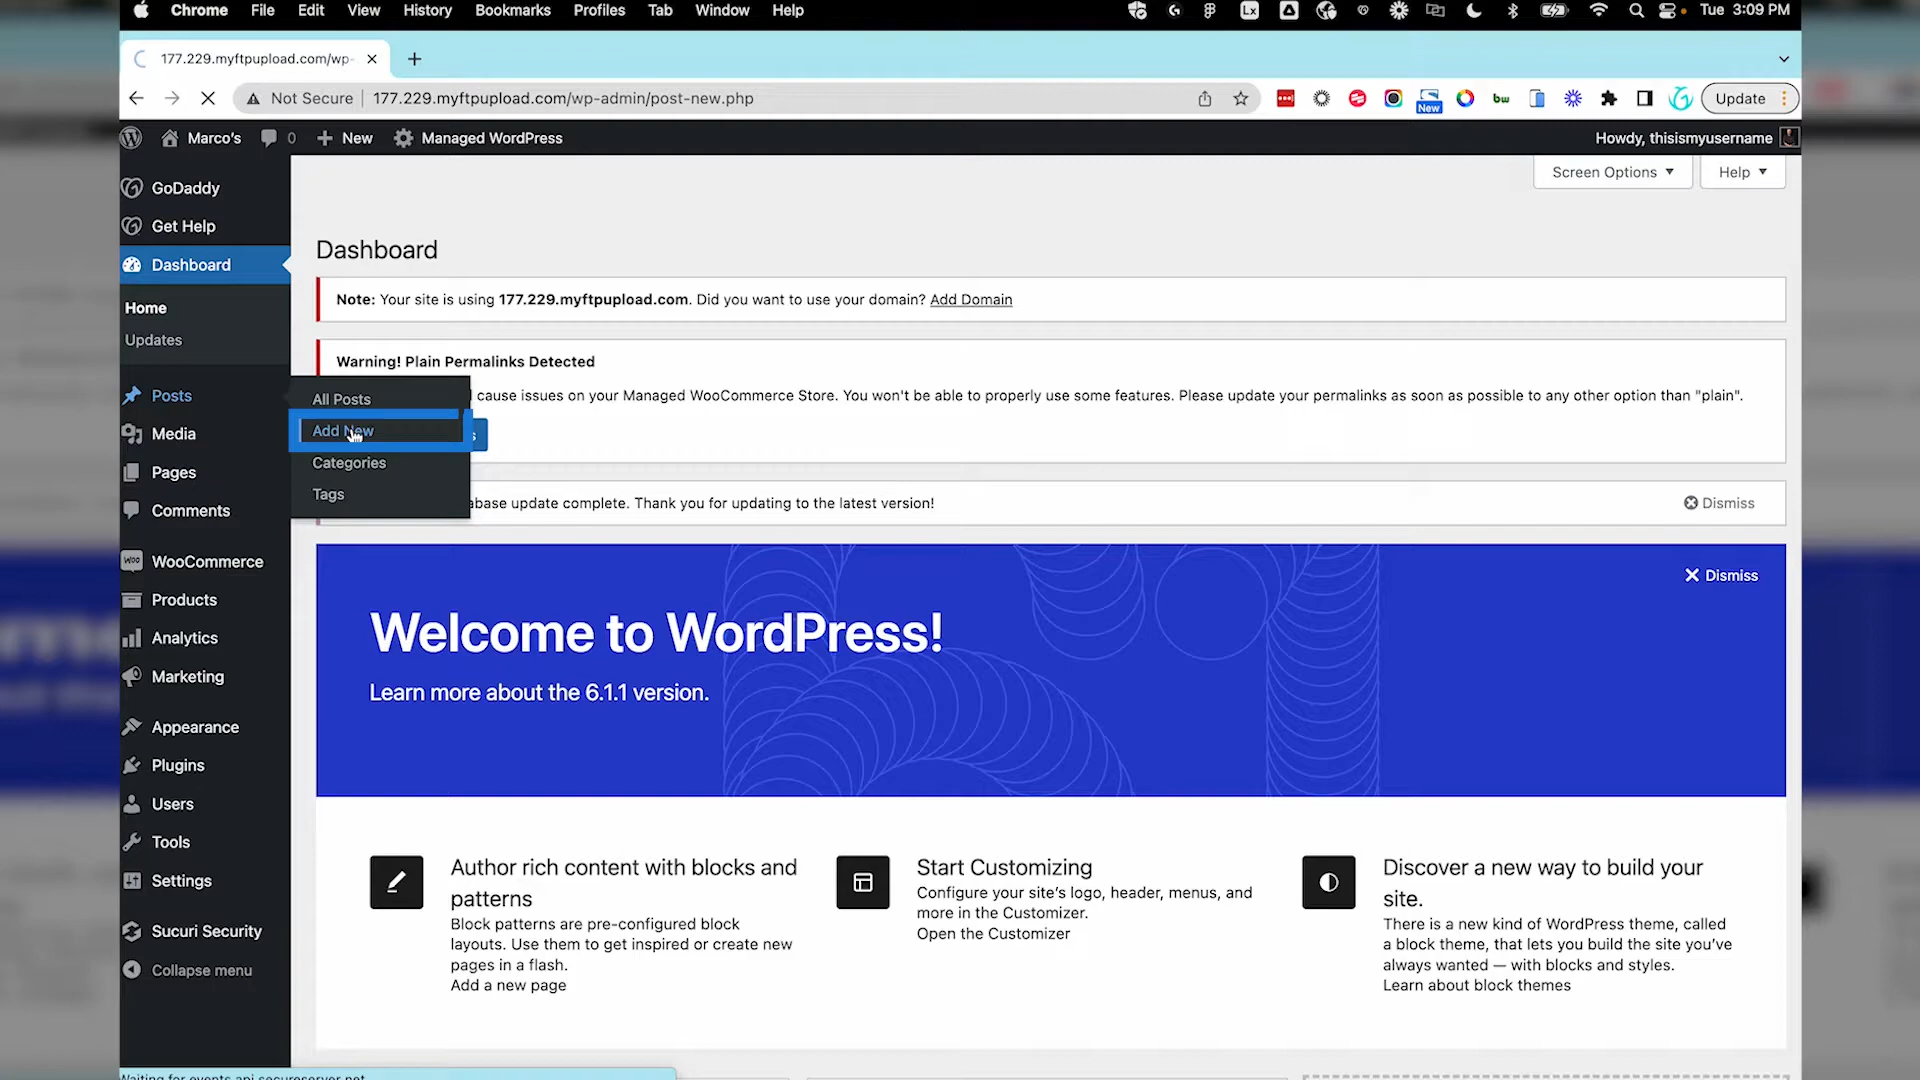 Chrome File Edit View History Bookmarks Profiles Tab Window Help Tue 3:09 PM
177.229.myftpupload.com/wp-
Not Secure 177.229.myftpupload.com/wp-admin/post-new.php New bw Update
Marco's 0 New Managed WordPress Howdy, thisismyusername
Screen Options Help
GoDaddy
Get Help
Dashboard
Home
Updates
Posts
Media
Pages
Comments
WooCommerce
Products
Analytics
Marketing
Appearance
Plugins
Users
Tools
Settings
Sucuri Security
Collapse menu
All Posts
Add New
Categories
Tags
Dashboard
Note: Your site is using 177.229.myftpupload.com. Did you want to use your domain? Add Domain
Warning! Plain Permalinks Detected
cause issues on your Managed WooCommerce Store. You won't be able to properly use some features. Please update your permalinks as soon as possible to any other option than "plain".
abase update complete. Thank you for updating to the latest version! Dismiss
Dismiss
Welcome to WordPress!
Learn more about the 6.1.1 version.
Author rich content with blocks and
patterns
Block patterns are pre-configured block
layouts. Use them to get inspired or create new
pages in a flash.
Add a new page
Start Customizing
Configure your site's logo, header, menus, and
more in the Customizer.
Open the Customizer
Discover a new way to build your
site.
There is a new kind of WordPress theme, called
a block theme, that lets you build the site you've
always wanted — with blocks and styles.
Learn about block themes
Waiting for events.api.secureserver.net